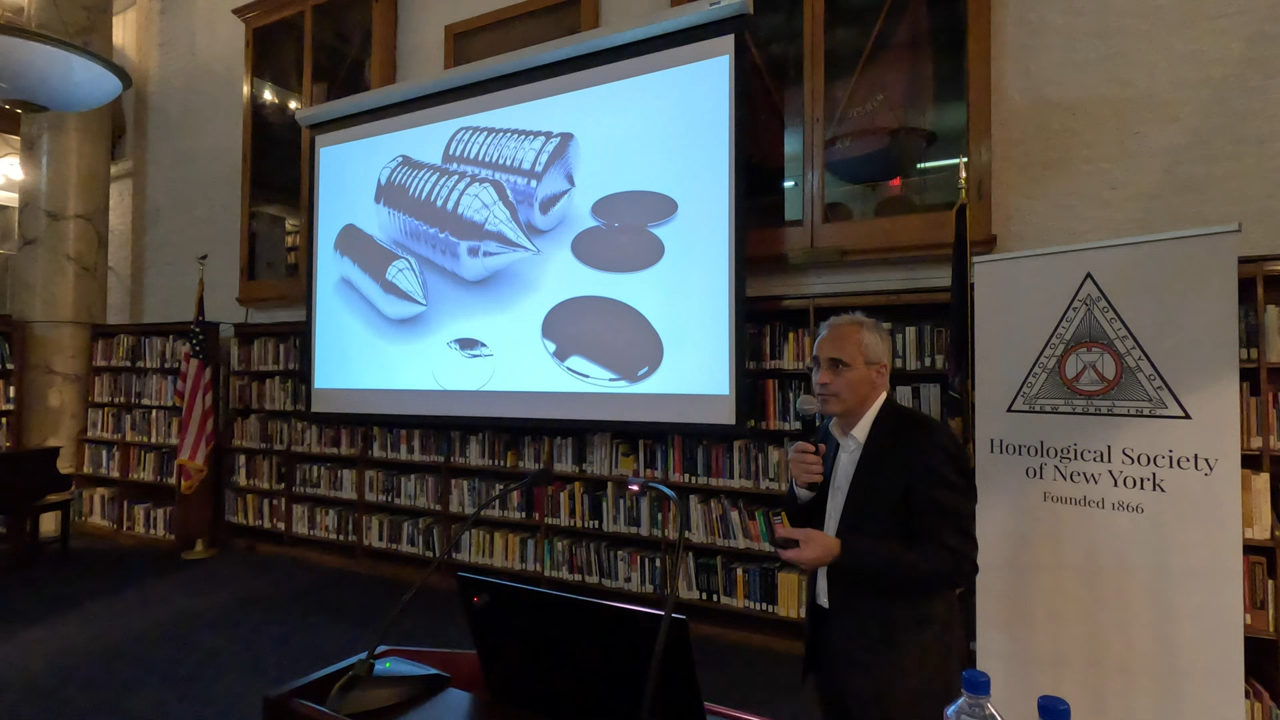 HOROLOGICAL SOCIETY OF
NEW YORK INC
Horological Society
of New York
Founded 1866